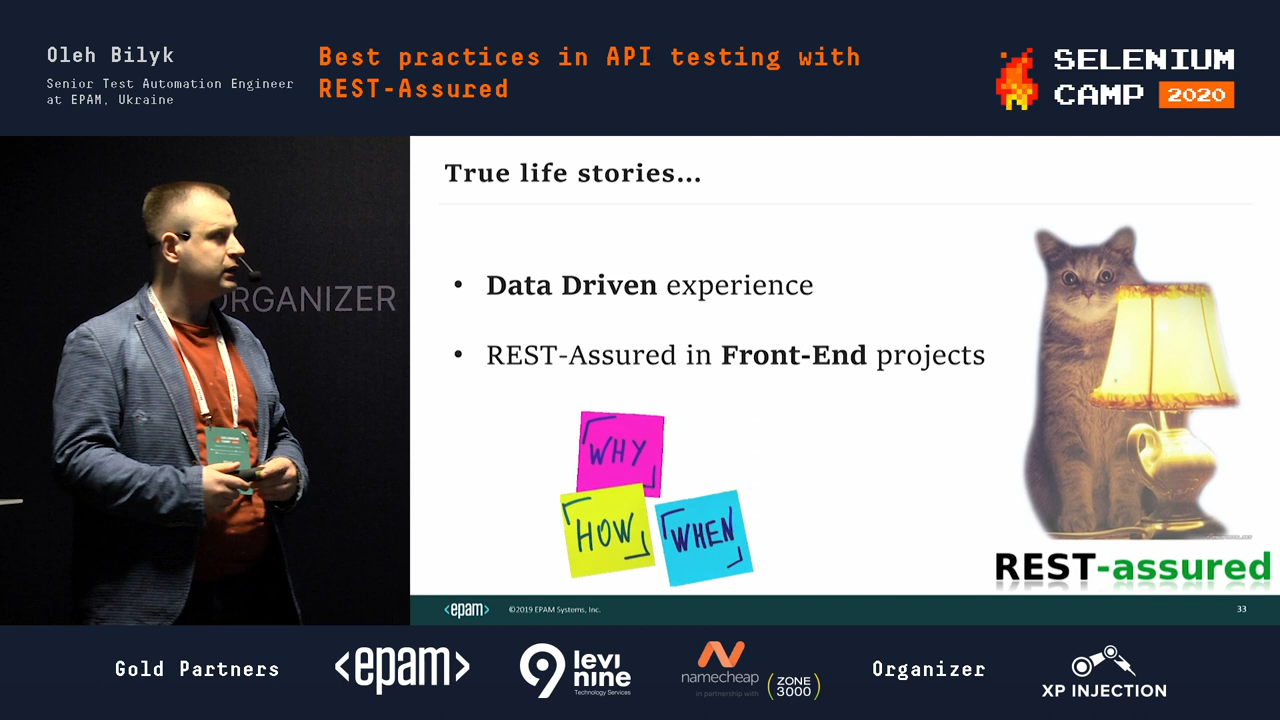 Oleh Bilyk
Senior Test Automation Engineer
at EPAM, Ukraine
Best practices in API testing with
REST-Assured
SELENIUM
CAMP 2020
ORGANIZER
True life stories...
• Data Driven experience
• REST-Assured in Front-End projects
WHY
HOW
WHEN
REST-assured
<epam>
©2019 EPAM Systems, Inc.
33
Gold Partners
<epam>
levi
nine
Technology Services
namecheap
in partnership with
ZONE
3000
Organizer
XP INJECTION